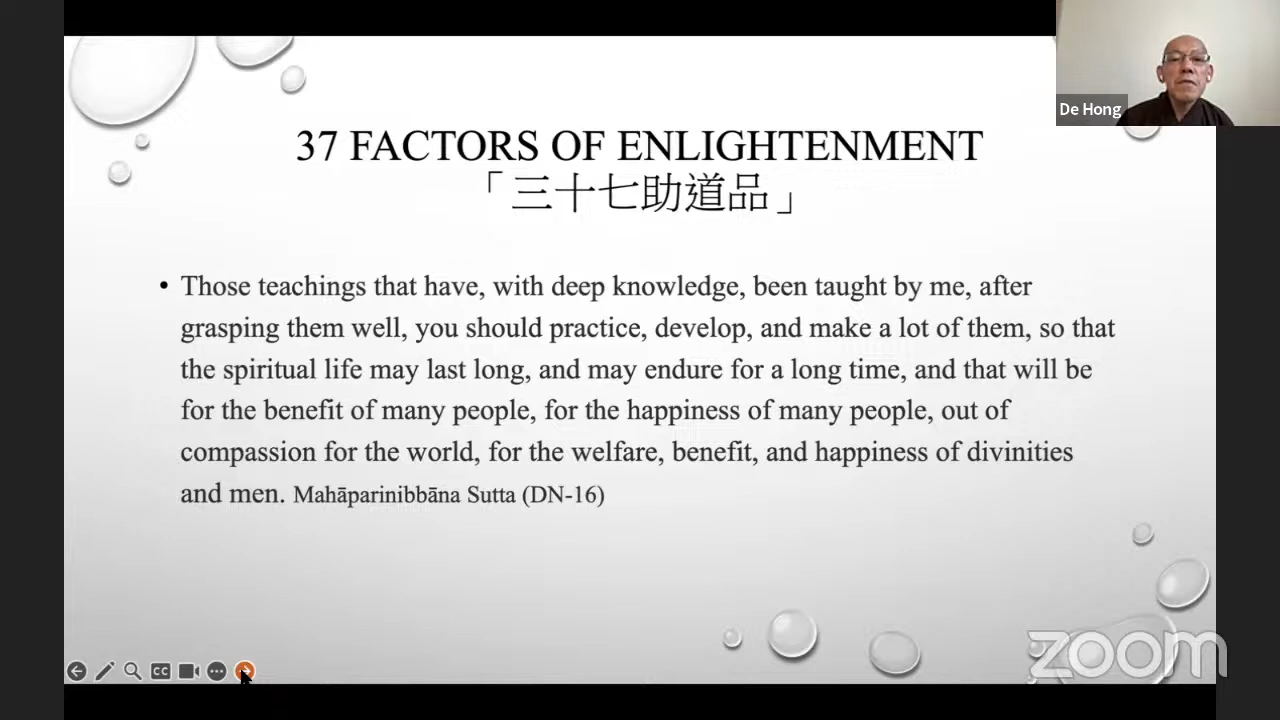 De Hong
37 FACTORS OF ENLIGHTENMENT
「三十七助道品」
• Those teachings that have, with deep knowledge, been taught by me, after
grasping them well, you should practice, develop, and make a lot of them, so that
the spiritual life may last long, and may endure for a long time, and that will be
for the benefit of many people, for the happiness of many people, out of
compassion for the world, for the welfare, benefit, and happiness of divinities
and men. Mahāparinibbāna Sutta (DN-16)
CC
zoom